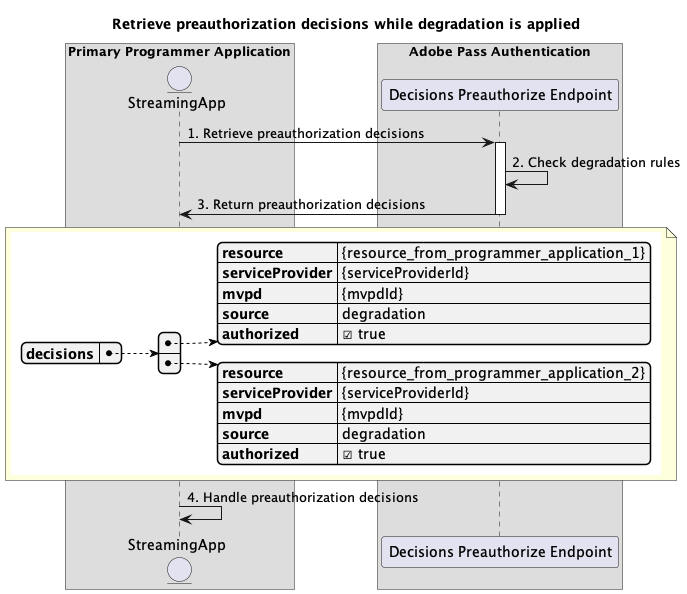 Retrieve preauthorization decisions while degradation is applied
Primary Programmer Application
Adobe Pass Authentication
StreamingApp
Decisions Preauthorize Endpoint
1. Retrieve preauthorization decisions
2. Check degradation rules
3. Return preauthorization decisions
decisions
resource {resource_from_programmer_application_1}
serviceProvider {serviceProviderId}
mvpd {mvpdId}
source degradation
authorized ☑ true
resource {resource_from_programmer_application_2}
serviceProvider {serviceProviderId}
mvpd {mvpdId}
source degradation
authorized ☑ true
4. Handle preauthorization decisions
StreamingApp
Decisions Preauthorize Endpoint